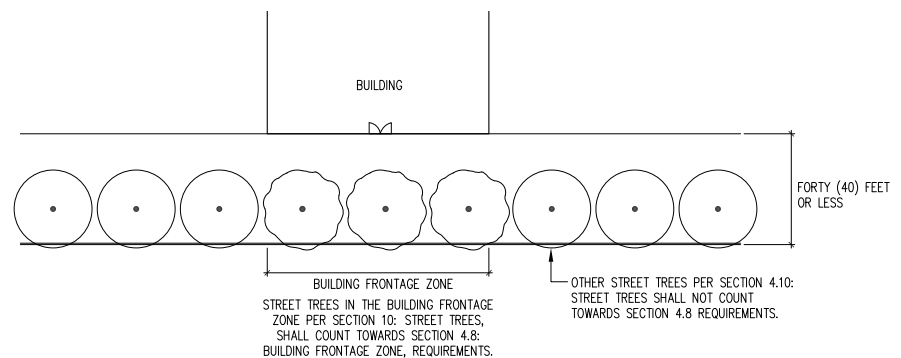 BUILDING
FORTY (40) FEET
OR LESS
BUILDING FRONTAGE ZONE
STREET TREES IN THE BUILDING FRONTAGE
ZONE PER SECTION 10: STREET TREES,
SHALL COUNT TOWARDS SECTION 4.8:
BUILDING FRONTAGE ZONE, REQUIREMENTS.
OTHER STREET TREES PER SECTION 4.10:
STREET TREES SHALL NOT COUNT
TOWARDS SECTION 4.8 REQUIREMENTS.